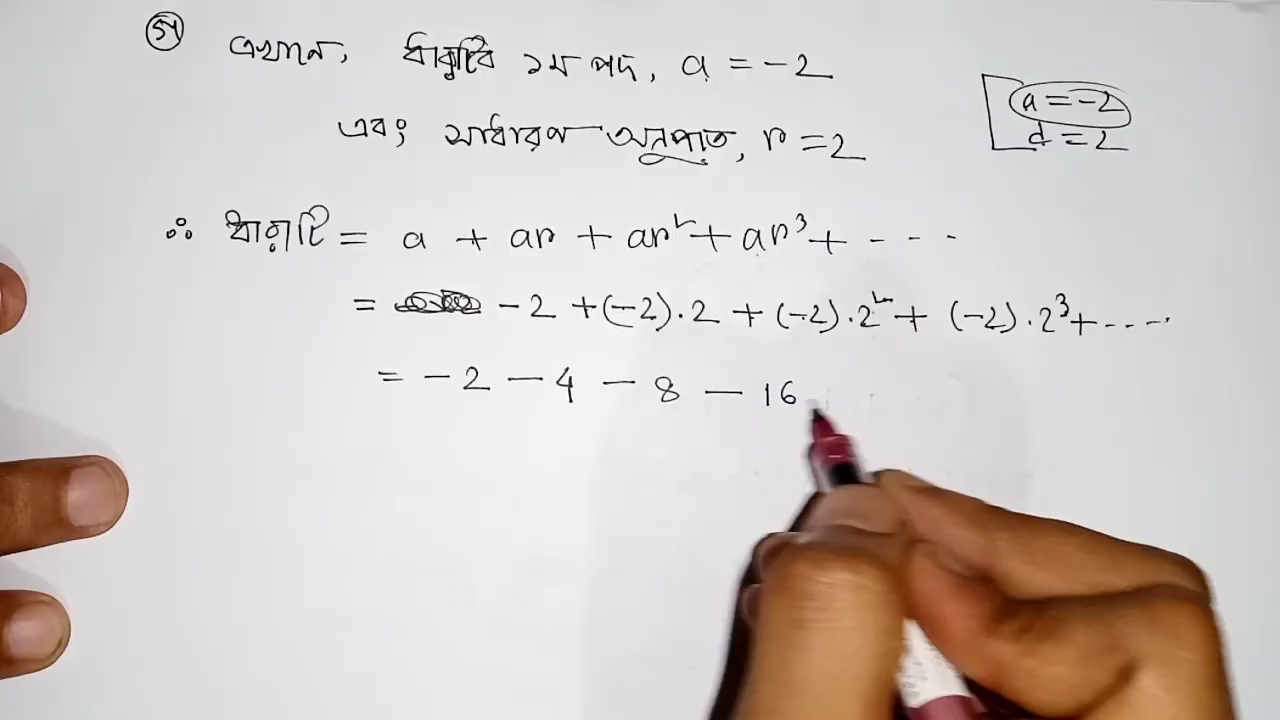 এখানে, ধারাটির ১ম পদ, a = -2
a = -2
d = 2
এবং সাধারণ অনুপাত, r = 2
∴ ধারাটি = a + ar + ar² + ar³ + - - -
= -2 + (-2).2 + (-2).2² + (-2).2³ + ----
= -2 - 4 - 8 - 16